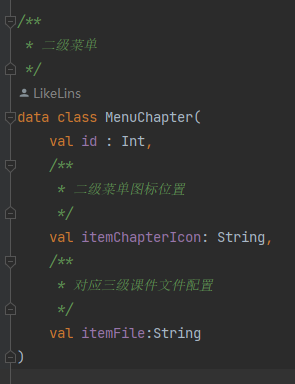 /**
 * 二级菜单
 */
LikeLins
data class MenuChapter(
    val id : Int,
    /**
     * 二级菜单图标位置
     */
    val itemChapterIcon: String,
    /**
     * 对应三级课件文件配置
     */
    val itemFile:String
)